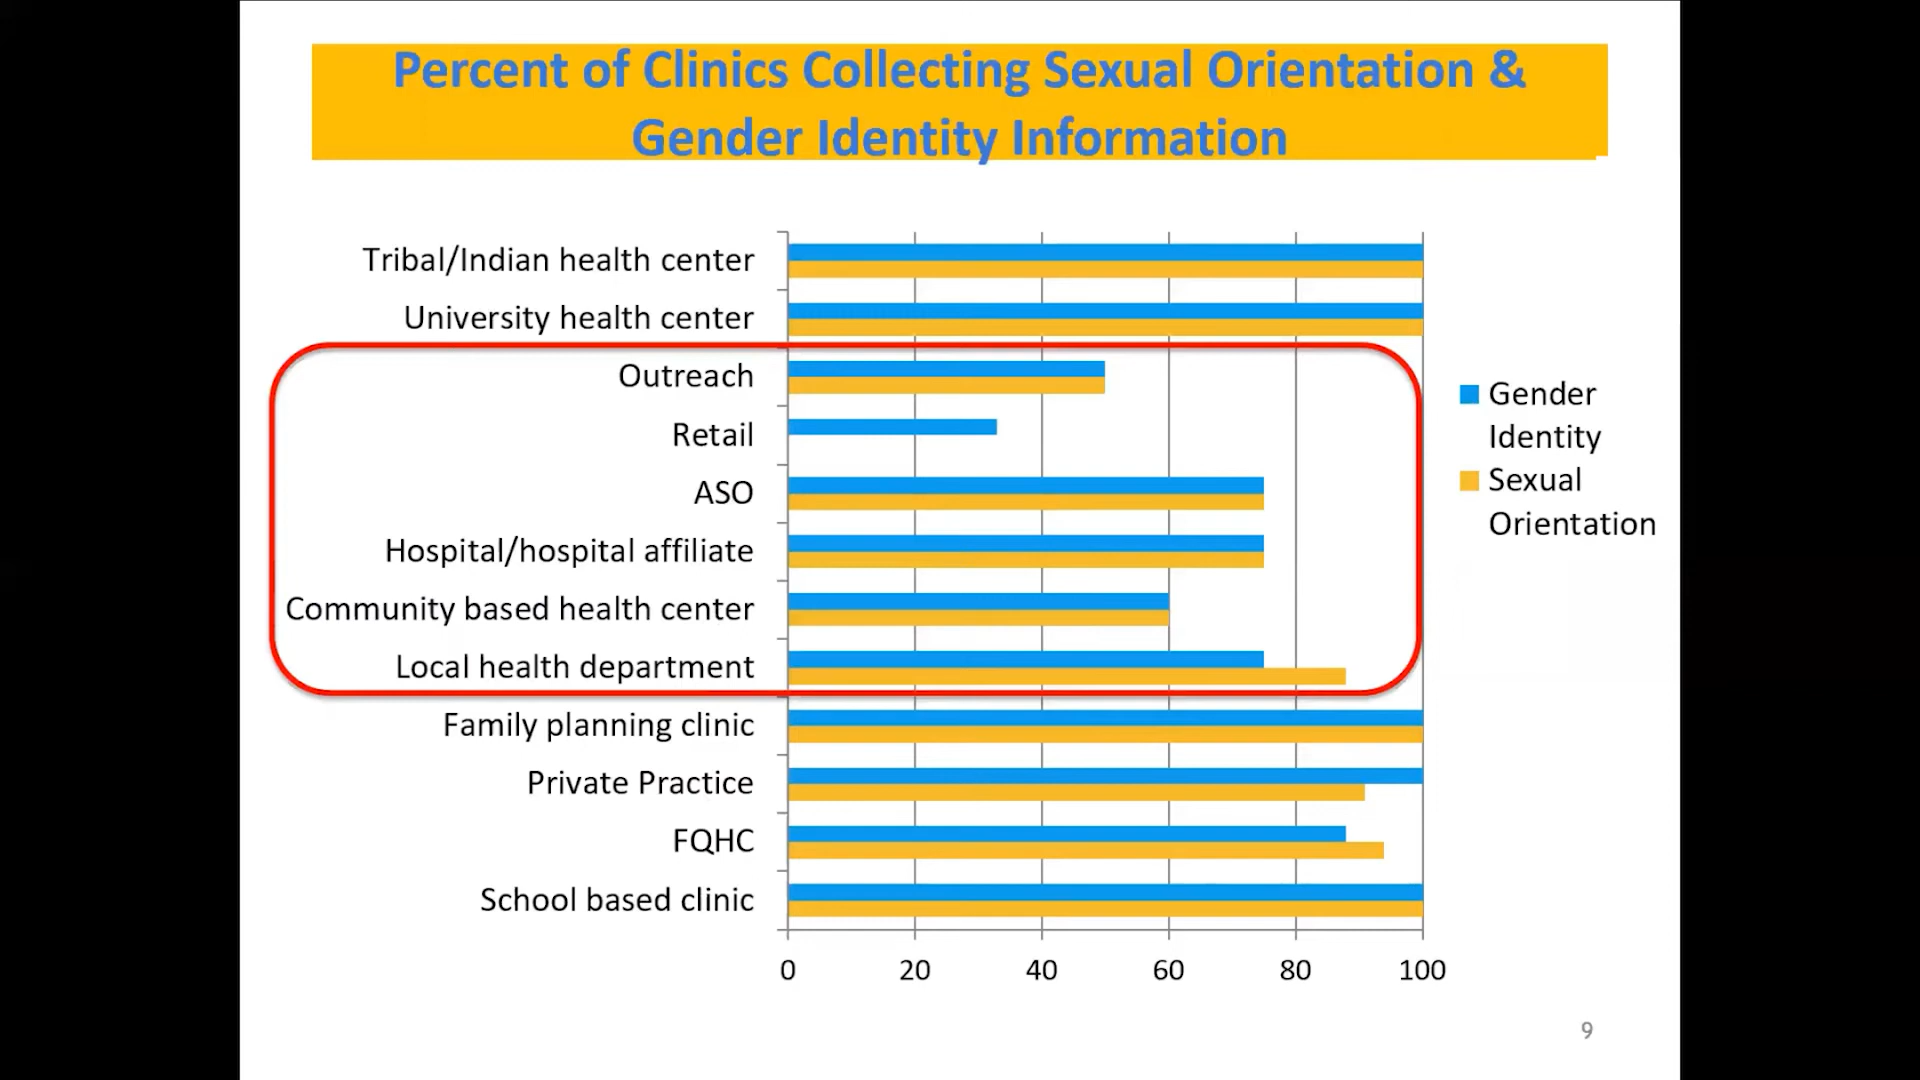 Percent of Clinics Collecting Sexual Orientation &
Gender Identity Information
Tribal/Indian health center
University health center
Outreach
Retail
ASO
Hospital/hospital affiliate
Community based health center
Local health department
Family planning clinic
Private Practice
FQHC
School based clinic
0 20 40 60 80 100
Gender
Identity
Sexual
Orientation
9